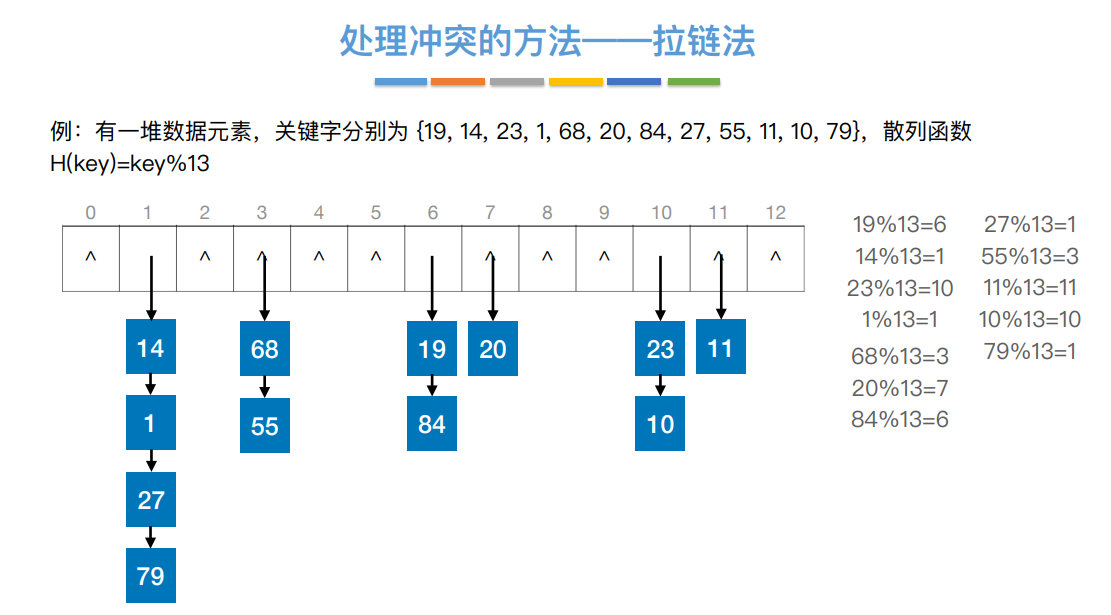 处理冲突的方法——拉链法
例：有一堆数据元素，关键字分别为 {19, 14, 23, 1, 68, 20, 84, 27, 55, 11, 10, 79}，散列函数
H(key)=key%13
0 1 2 3 4 5 6 7 8 9 10 11 12
^ ^ ^ ^ ^ ^ ^ ^ ^ ^
14 68 19 20 23 11
1 55 84 10
27
79
19%13=6 27%13=1
14%13=1 55%13=3
23%13=10 11%13=11
1%13=1 10%13=10
68%13=3 79%13=1
20%13=7
84%13=6